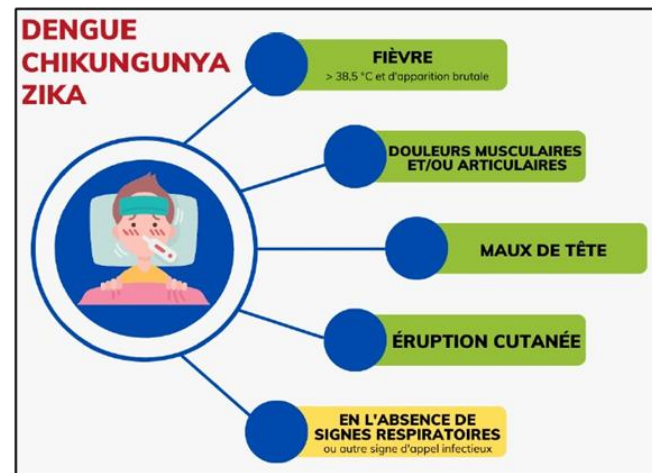 DENGUE
CHIKUNGUNYA
ZIKA
FIÈVRE
> 38,5 °C et d'apparition brutale
DOULEURS MUSCULAIRES
ET/OU ARTICULAIRES
MAUX DE TÊTE
ÉRUPTION CUTANÉE
EN L'ABSENCE DE
SIGNES RESPIRATOIRES
ou autre signe d'appel infectieux